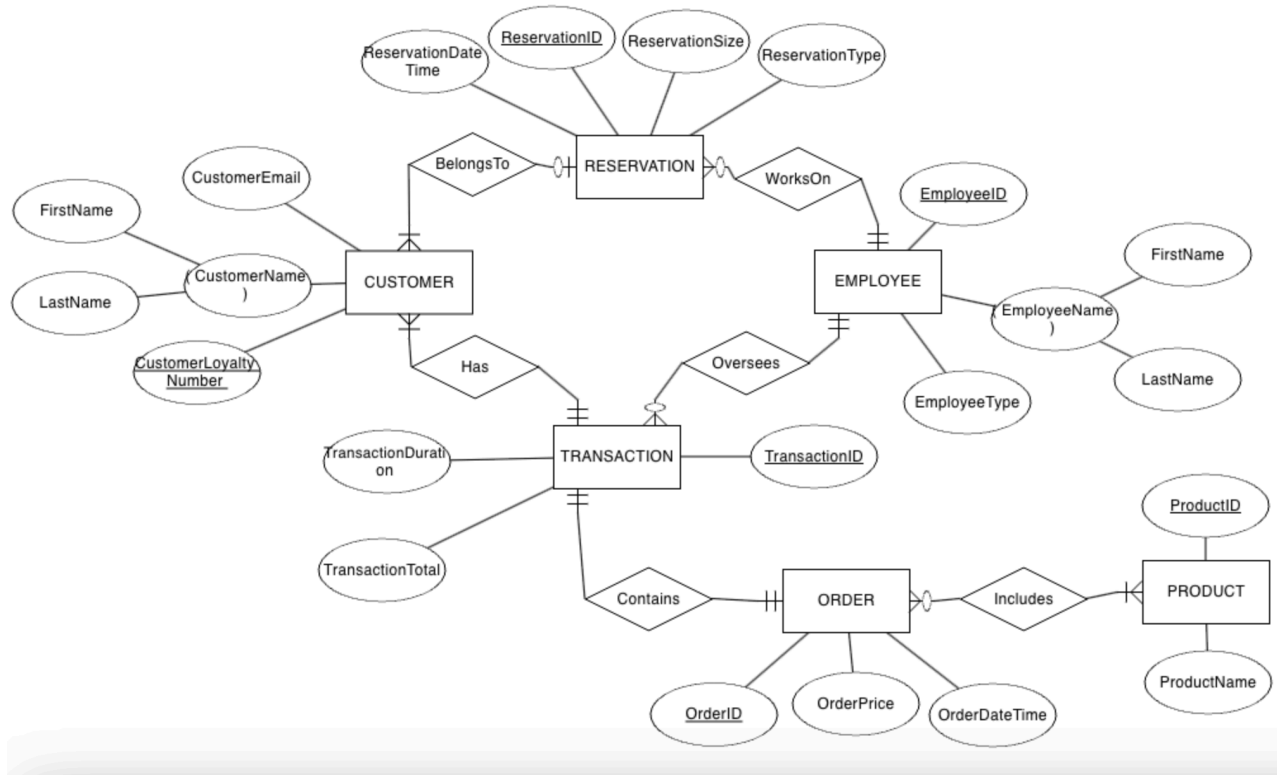 ReservationDate
Time
ReservationID
ReservationSize
ReservationType
BelongsTo
RESERVATION
WorksOn
CustomerEmail
EmployeeID
FirstName
FirstName
( CustomerName
)
CUSTOMER
EMPLOYEE
( EmployeeName
)
LastName
CustomerLoyalty
Number
Has
Oversees
LastName
EmployeeType
TransactionDurati
on
TRANSACTION
TransactionID
ProductID
TransactionTotal
Contains
ORDER
Includes
PRODUCT
OrderID
OrderPrice
OrderDateTime
ProductName